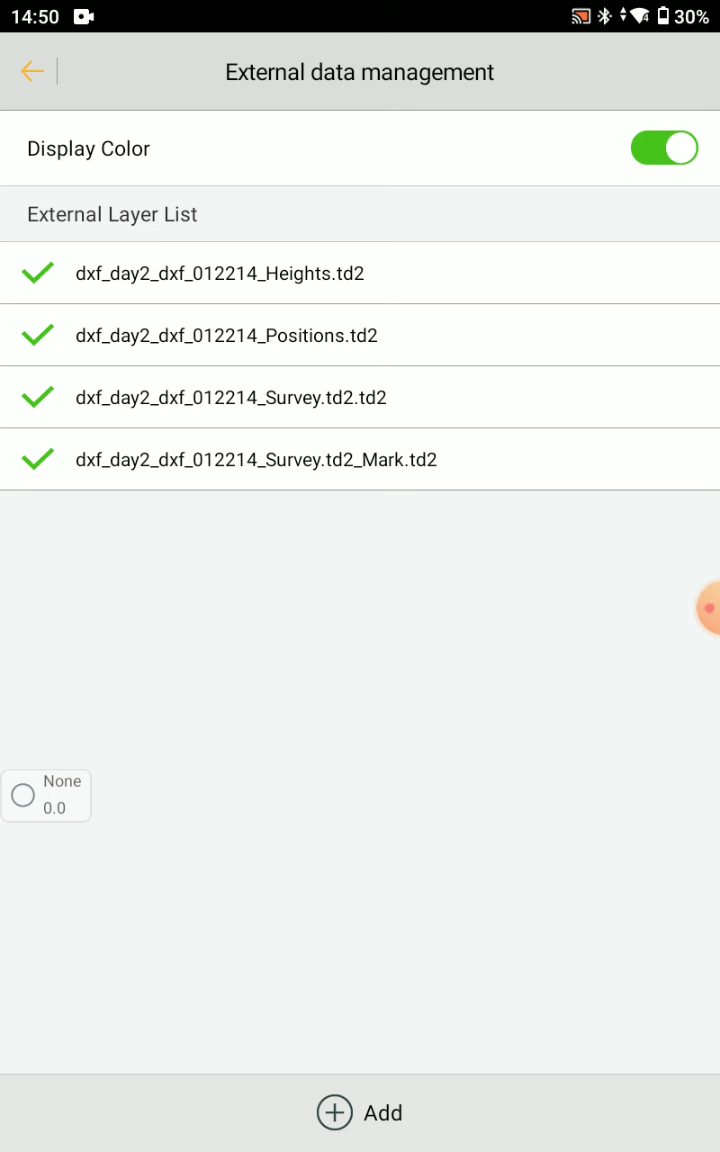 14:50 4 30%
External data management
Display Color
External Layer List
dxf_day2_dxf_012214_Heights.td2
dxf_day2_dxf_012214_Positions.td2
dxf_day2_dxf_012214_Survey.td2.td2
dxf_day2_dxf_012214_Survey.td2_Mark.td2
None
0.0
Add